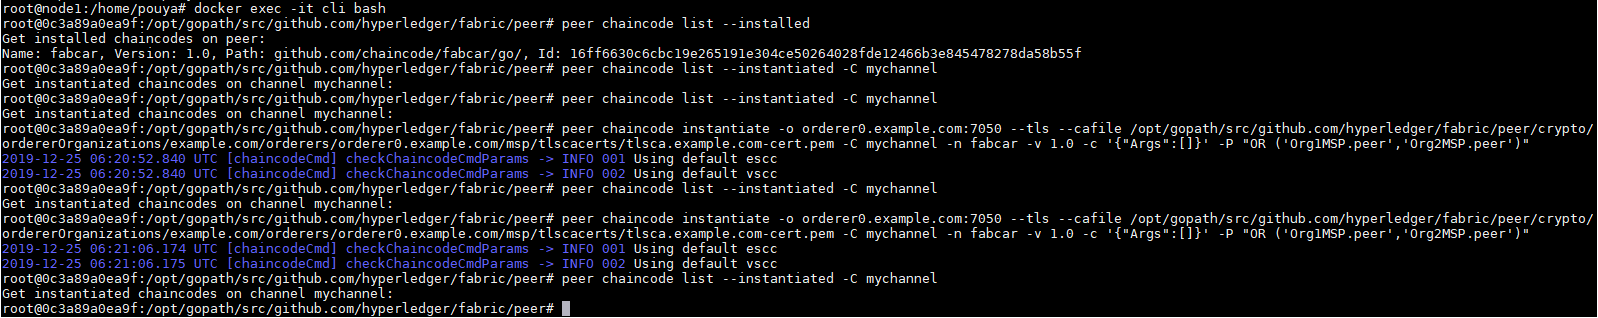 root@node1:/home/pouya# docker exec -it cli bash
root@0c3a89a0ea9f:/opt/gopath/src/github.com/hyperledger/fabric/peer# peer chaincode list --installed
Get installed chaincodes on peer:
Name: fabcar, Version: 1.0, Path: github.com/chaincode/fabcar/go/, Id: 16ff6630c6cbc19e265191e304ce50264028fde12466b3e845478278da58b55f
root@0c3a89a0ea9f:/opt/gopath/src/github.com/hyperledger/fabric/peer# peer chaincode list --instantiated -C mychannel
Get instantiated chaincodes on channel mychannel:
root@0c3a89a0ea9f:/opt/gopath/src/github.com/hyperledger/fabric/peer# peer chaincode list --instantiated -C mychannel
Get instantiated chaincodes on channel mychannel:
root@0c3a89a0ea9f:/opt/gopath/src/github.com/hyperledger/fabric/peer# peer chaincode instantiate -o orderer0.example.com:7050 --tls --cafile /opt/gopath/src/github.com/hyperledger/fabric/peer/crypto/
ordererOrganizations/example.com/orderers/orderer0.example.com/msp/tlscacerts/tlsca.example.com-cert.pem -C mychannel -n fabcar -v 1.0 -c '{"Args":[]}' -P "OR ('Org1MSP.peer','Org2MSP.peer')"
2019-12-25 06:20:52.840 UTC [chaincodeCmd] checkChaincodeCmdParams -> INFO 001 Using default escc
2019-12-25 06:20:52.840 UTC [chaincodeCmd] checkChaincodeCmdParams -> INFO 002 Using default vscc
root@0c3a89a0ea9f:/opt/gopath/src/github.com/hyperledger/fabric/peer# peer chaincode list --instantiated -C mychannel
Get instantiated chaincodes on channel mychannel:
root@0c3a89a0ea9f:/opt/gopath/src/github.com/hyperledger/fabric/peer# peer chaincode instantiate -o orderer0.example.com:7050 --tls --cafile /opt/gopath/src/github.com/hyperledger/fabric/peer/crypto/
ordererOrganizations/example.com/orderers/orderer0.example.com/msp/tlscacerts/tlsca.example.com-cert.pem -C mychannel -n fabcar -v 1.0 -c '{"Args":[]}' -P "OR ('Org1MSP.peer','Org2MSP.peer')"
2019-12-25 06:21:06.174 UTC [chaincodeCmd] checkChaincodeCmdParams -> INFO 001 Using default escc
2019-12-25 06:21:06.175 UTC [chaincodeCmd] checkChaincodeCmdParams -> INFO 002 Using default vscc
root@0c3a89a0ea9f:/opt/gopath/src/github.com/hyperledger/fabric/peer# peer chaincode list --instantiated -C mychannel
Get instantiated chaincodes on channel mychannel:
root@0c3a89a0ea9f:/opt/gopath/src/github.com/hyperledger/fabric/peer#